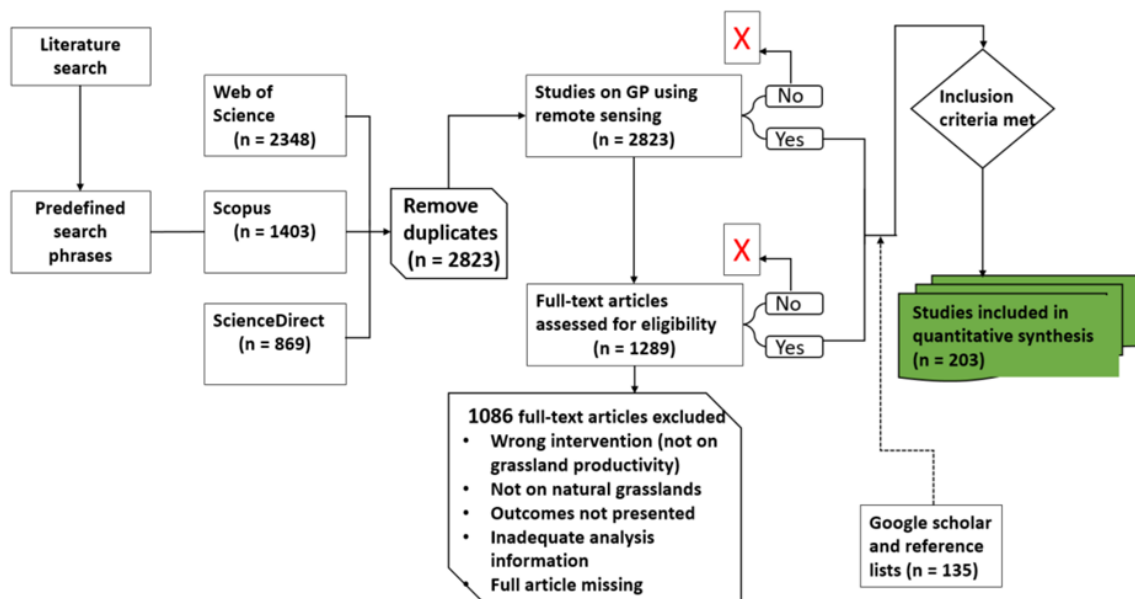 Literature
search
Predefined
search
phrases
Web of
Science
(n = 2348)
Scopus
(n = 1403)
ScienceDirect
(n = 869)
Remove
duplicates
(n = 2823)
Studies on GP using
remote sensing
(n = 2823)
X
No
Yes
Full-text articles
assessed for eligibility
(n = 1289)
X
No
Yes
1086 full-text articles excluded
• Wrong intervention (not on
grassland productivity)
• Not on natural grasslands
• Outcomes not presented
• Inadequate analysis
information
• Full article missing
Inclusion
criteria met
Studies included in
quantitative synthesis
(n = 203)
Google scholar
and reference
lists (n = 135)